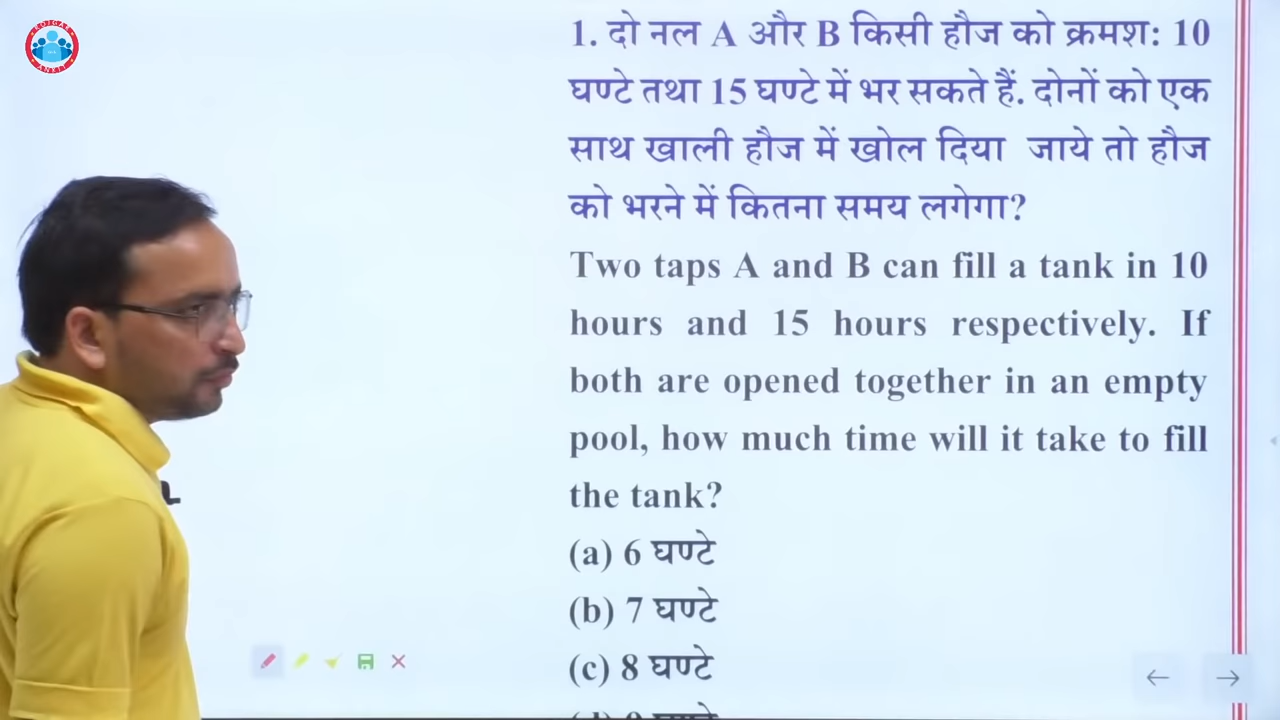 ROJGAR
ANKIT
1. दो नल A और B किसी हौज को क्रमश: 10
घण्टे तथा 15 घण्टे में भर सकते हैं. दोनों को एक
साथ खाली हौज में खोल दिया जाये तो हौज
को भरने में कितना समय लगेगा?
Two taps A and B can fill a tank in 10
hours and 15 hours respectively. If
both are opened together in an empty
pool, how much time will it take to fill
the tank?
(a) 6 घण्टे
(b) 7 घण्टे
(c) 8 घण्टे